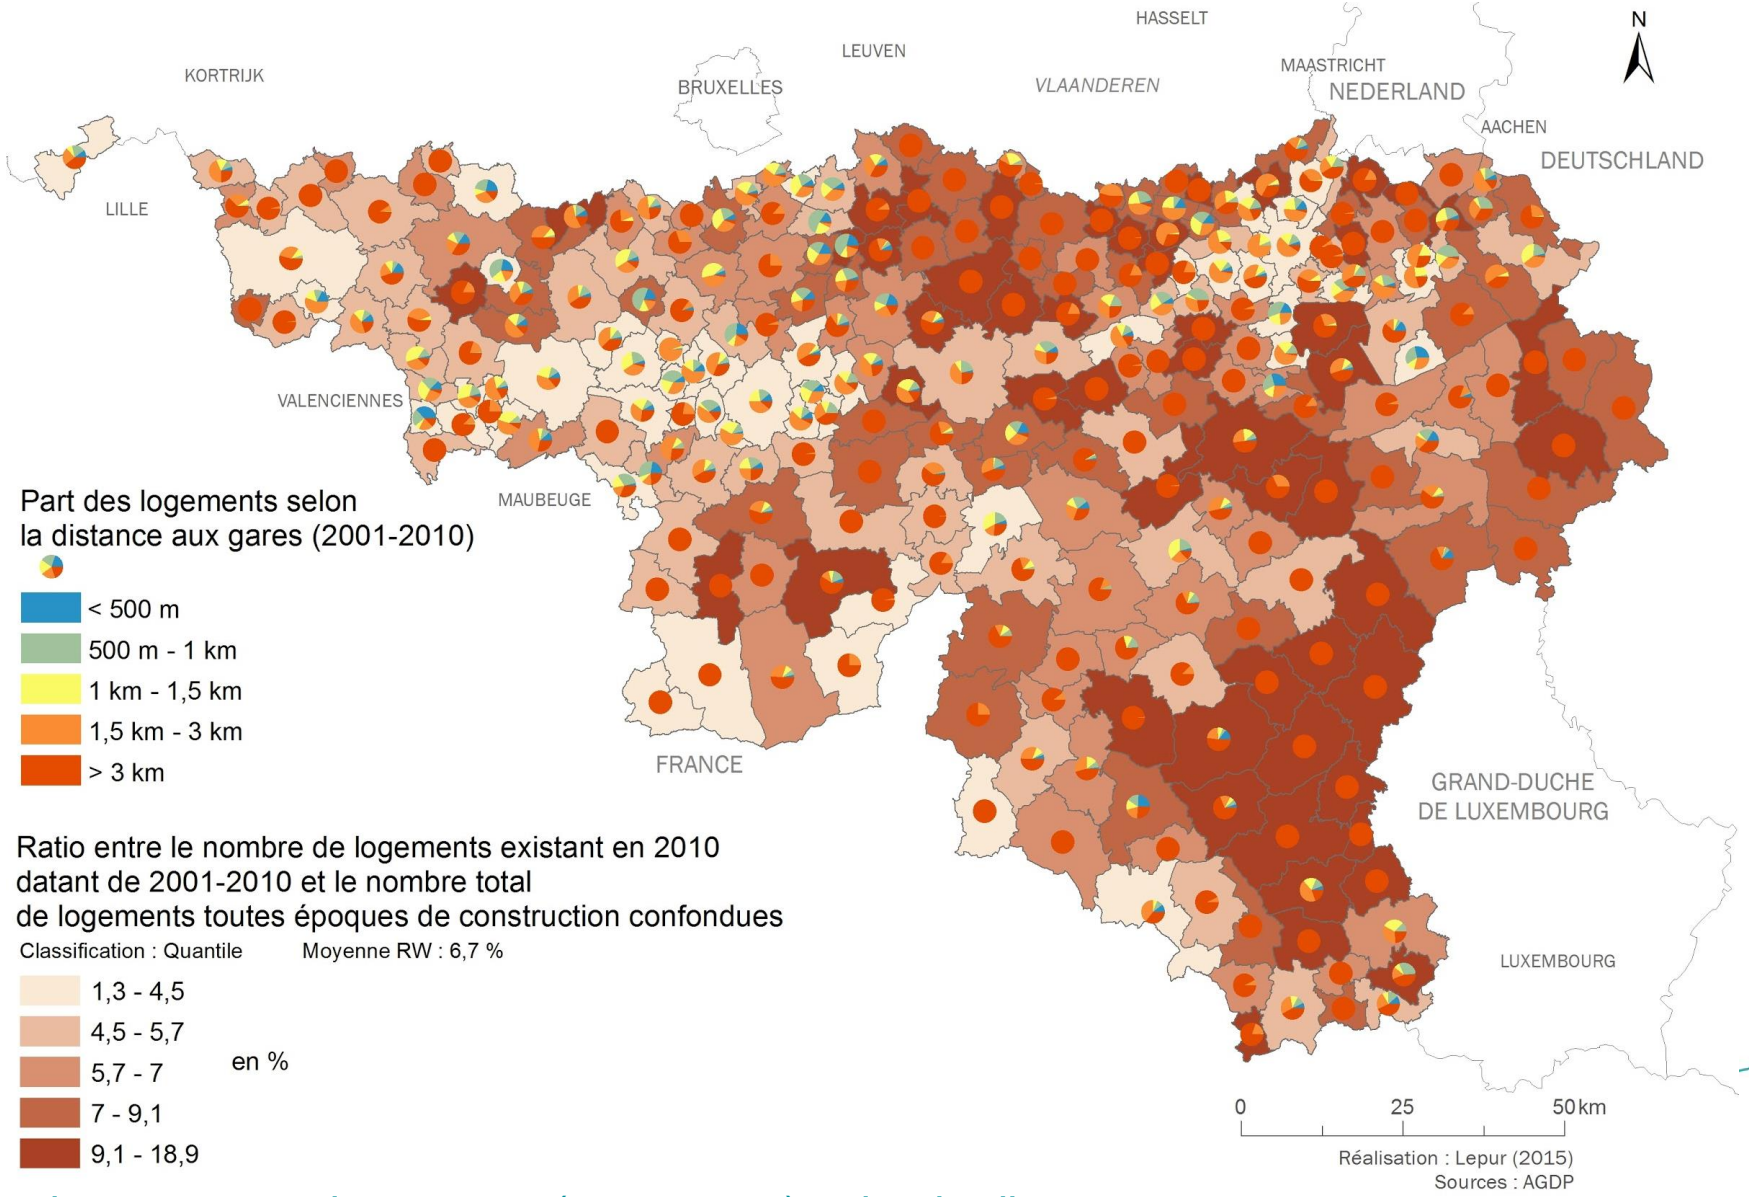 HASSELT
LEUVEN
KORTRIJK
BRUXELLES
VLAANDEREN
MAASTRICHT
NEDERLAND
N
AACHEN
DEUTSCHLAND
LILLE
VALENCIENNES
MAUBEUGE
FRANCE
GRAND-DUCHE
DE LUXEMBOURG
LUXEMBOURG
Part des logements selon
la distance aux gares (2001-2010)
< 500 m
500 m - 1 km
1 km - 1,5 km
1,5 km - 3 km
> 3 km
Ratio entre le nombre de logements existant en 2010
datant de 2001-2010 et le nombre total
de logements toutes époques de construction confondues
Classification : Quantile Moyenne RW : 6,7 %
1,3 - 4,5
4,5 - 5,7
5,7 - 7
7 - 9,1
9,1 - 18,9
en %
0 25 50km
Réalisation : Lepur (2015)
Sources : AGDP